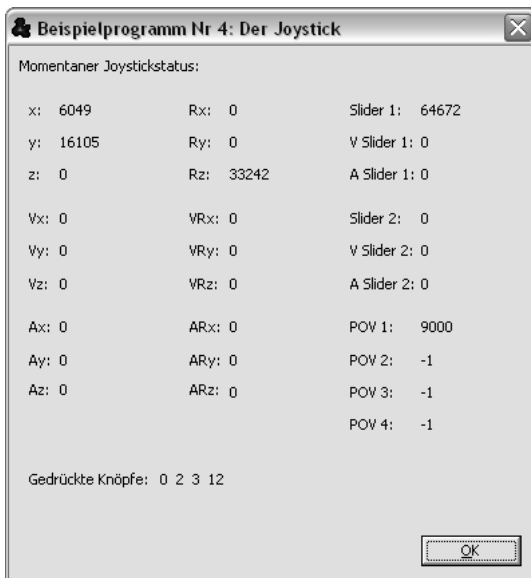 Beispielprogramm Nr 4: Der Joystick
Momentaner Joystickstatus:
x: 6049 Rx: 0 Slider 1: 64672
y: 16105 Ry: 0 V Slider 1: 0
z: 0 Rz: 33242 A Slider 1: 0
Vx: 0 VRx: 0 Slider 2: 0
Vy: 0 VRy: 0 V Slider 2: 0
Vz: 0 VRz: 0 A Slider 2: 0
Ax: 0 ARx: 0 POV 1: 9000
Ay: 0 ARy: 0 POV 2: -1
Az: 0 ARz: 0 POV 3: -1
POV 4: -1
Gedrückte Knöpfe: 0 2 3 12
OK